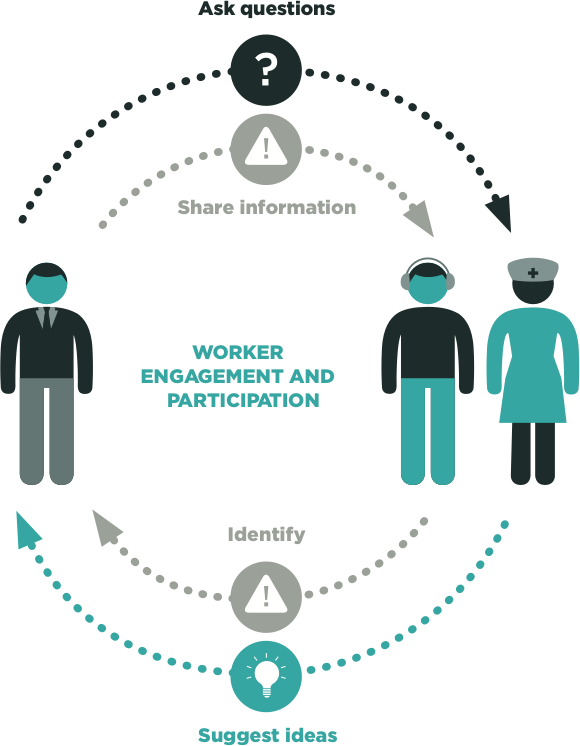 Ask questions
?
!
Share information
WORKER
ENGAGEMENT AND
PARTICIPATION
Identify
!
Suggest ideas